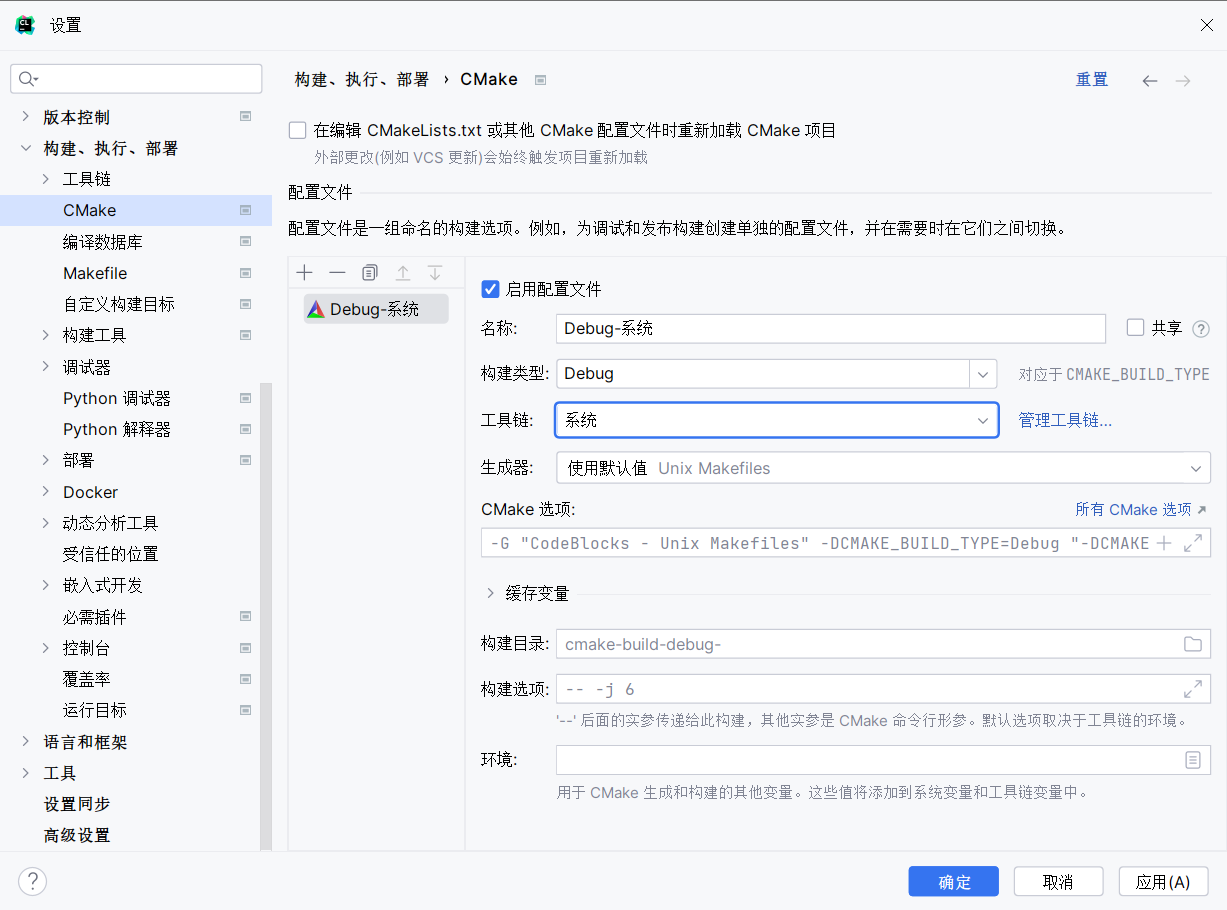 设置
构建、执行、部署 › CMake
重置
版本控制
构建、执行、部署
工具链
CMake
编译数据库
Makefile
自定义构建目标
构建工具
调试器
Python 调试器
Python 解释器
部署
Docker
动态分析工具
受信任的位置
嵌入式开发
必需插件
控制台
覆盖率
运行目标
语言和框架
工具
设置同步
高级设置
在编辑 CMakeLists.txt 或其他 CMake 配置文件时重新加载 CMake 项目
外部更改(例如 VCS 更新)会始终触发项目重新加载
配置文件
配置文件是一组命名的构建选项。例如，为调试和发布构建创建单独的配置文件，并在需要时在它们之间切换。
Debug-系统
启用配置文件
名称: Debug-系统 共享 ?
构建类型: Debug 对应于 CMAKE_BUILD_TYPE
工具链: 系统 管理工具链...
生成器: 使用默认值 Unix Makefiles
CMake 选项: 所有 CMake 选项 ↗
-G "CodeBlocks - Unix Makefiles" -DCMAKE_BUILD_TYPE=Debug "-DCMAKE
缓存变量
构建目录: cmake-build-debug-
构建选项: -- -j 6
'--' 后面的实参传递给此构建，其他实参是 CMake 命令行形参。默认选项取决于工具链的环境。
环境:
用于 CMake 生成和构建的其他变量。这些值将添加到系统变量和工具链变量中。
?
确定 取消 应用(A)